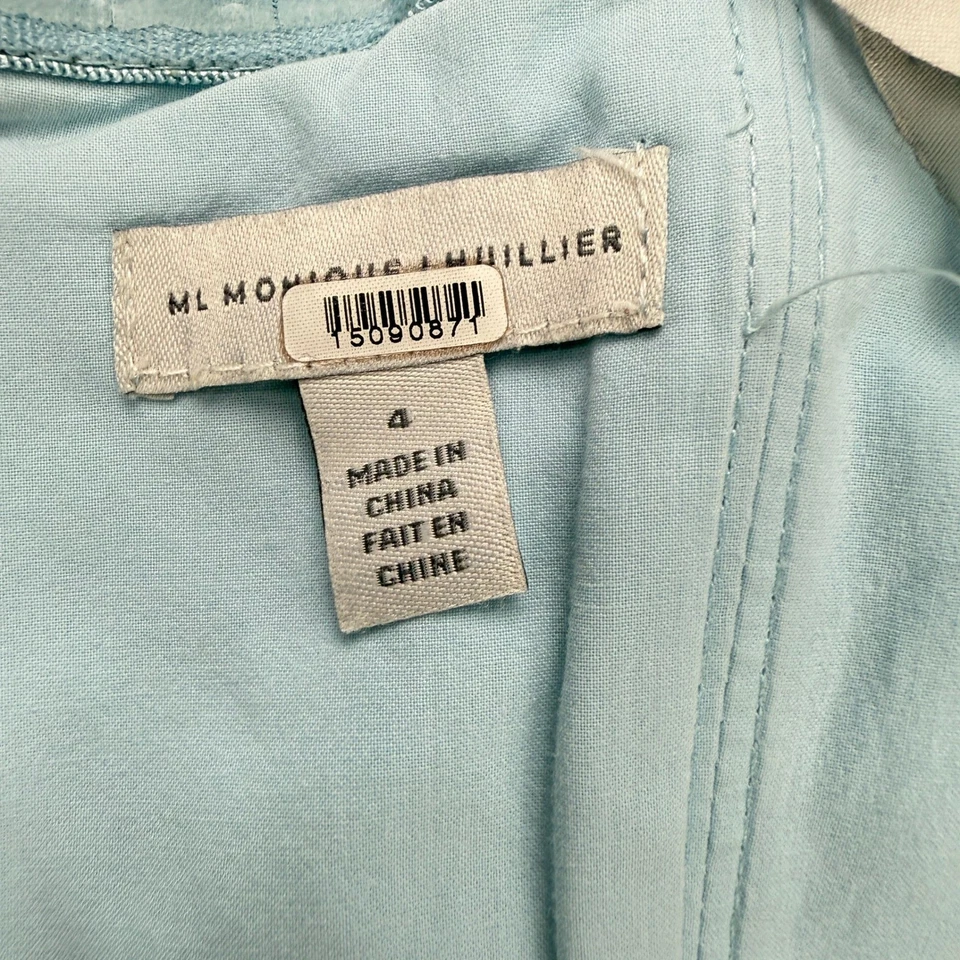 ML MONIQUE LHUILLIER
15090871
4
MADE IN
CHINA
FAIT EN
CHINE